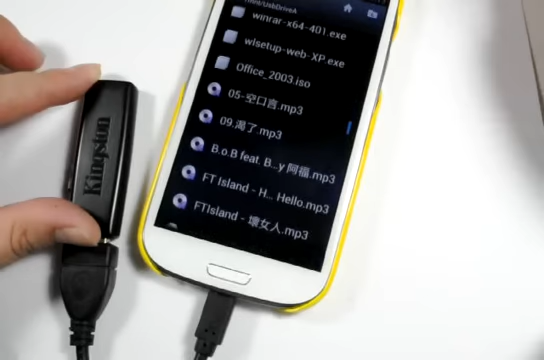 /mnt/UsbDriveA
winrar-x64-401.exe
wlsetup-web-XP.exe
Office_2003.iso
05-空口言.mp3
09.渴了.mp3
B.o.B feat. B...y 阿福.mp3
FT Island - H... Hello.mp3
FTIsland - 壞女人.mp3
Kingston